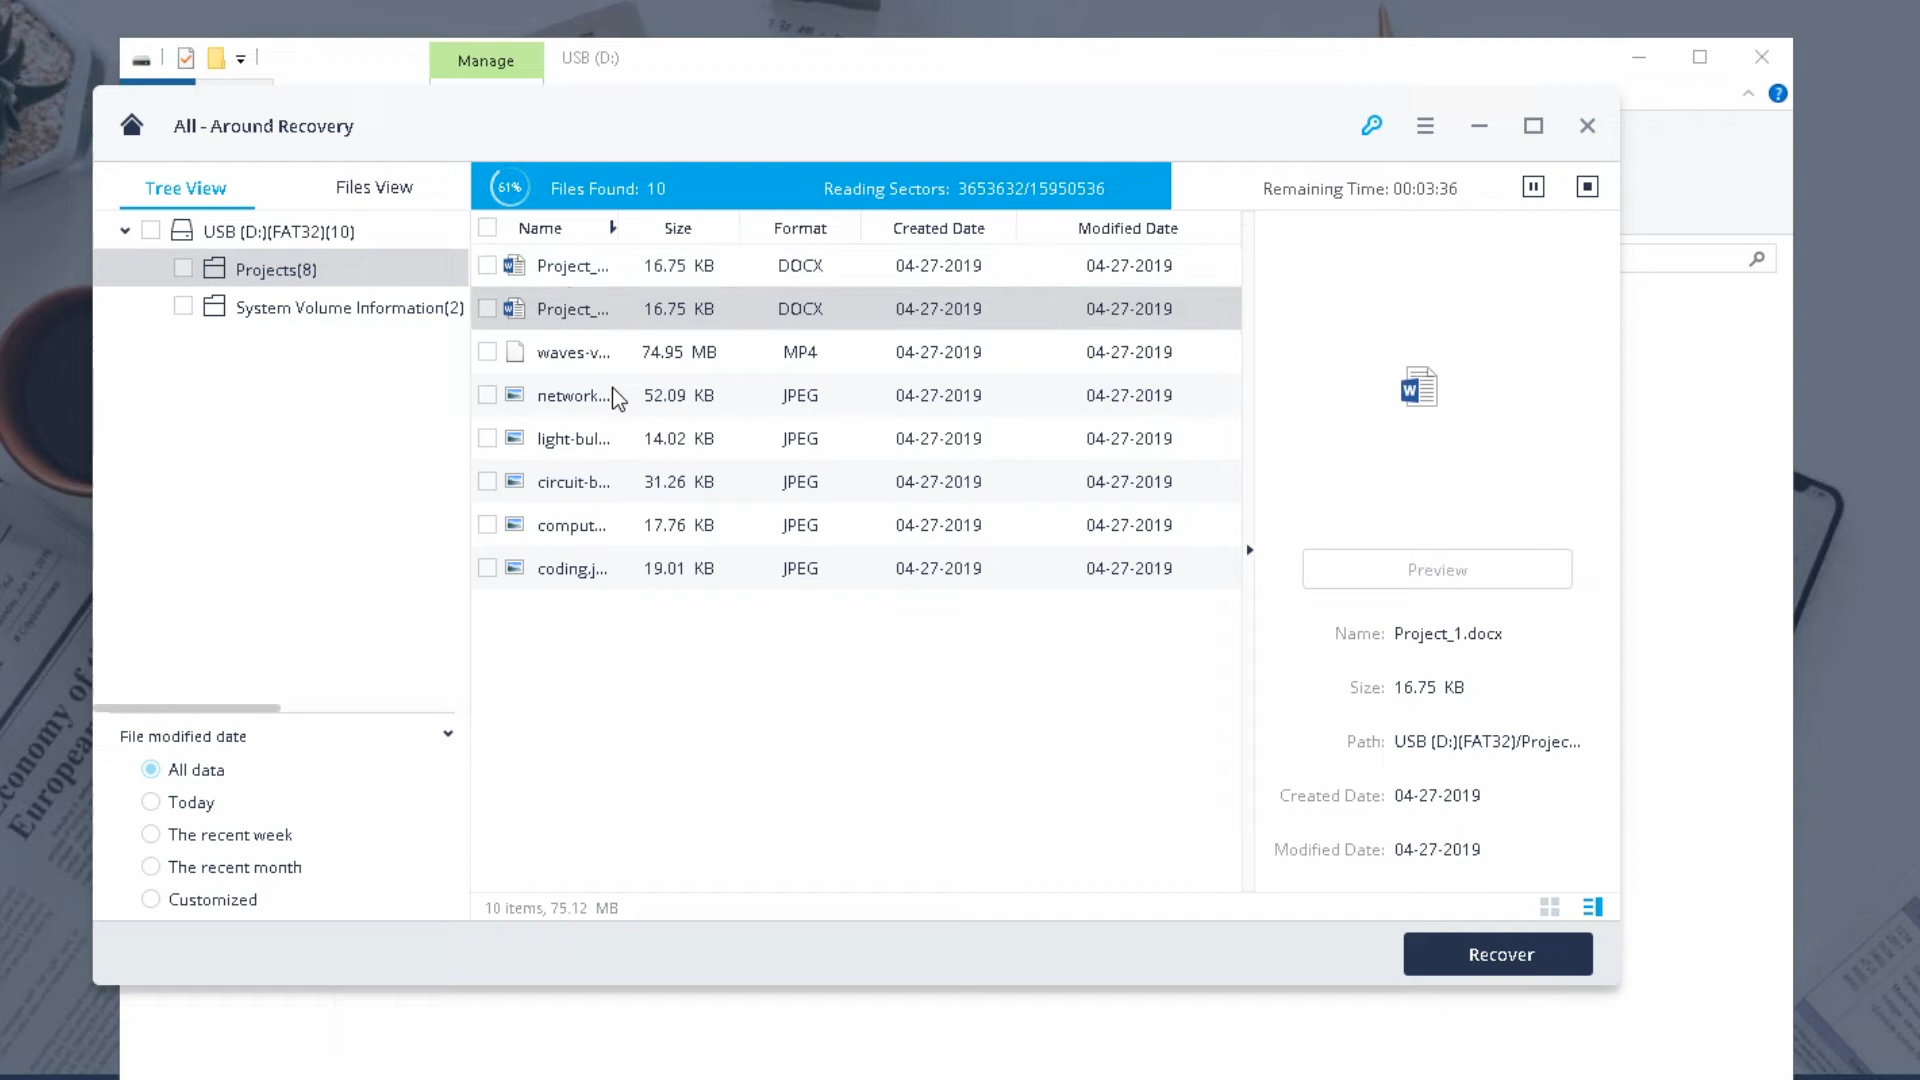 Manage
USB (D:)
All - Around Recovery
Tree View
Files View
61%
Files Found: 10
Reading Sectors: 3653632/15950536
Remaining Time: 00:03:36
USB (D:)(FAT32)(10)
Projects(8)
System Volume Information(2)
Name
Size
Format
Created Date
Modified Date
Project_...
16.75 KB
DOCX
04-27-2019
04-27-2019
Project_...
16.75 KB
DOCX
04-27-2019
04-27-2019
waves-v...
74.95 MB
MP4
04-27-2019
04-27-2019
network...
52.09 KB
JPEG
04-27-2019
04-27-2019
light-bul...
14.02 KB
JPEG
04-27-2019
04-27-2019
circuit-b...
31.26 KB
JPEG
04-27-2019
04-27-2019
comput...
17.76 KB
JPEG
04-27-2019
04-27-2019
coding.j...
19.01 KB
JPEG
04-27-2019
04-27-2019
Preview
Name: Project_1.docx
Size: 16.75 KB
Path: USB (D:)(FAT32)/Projec...
Created Date: 04-27-2019
Modified Date: 04-27-2019
File modified date
All data
Today
The recent week
The recent month
Customized
10 items, 75.12 MB
Recover
Economy of
European